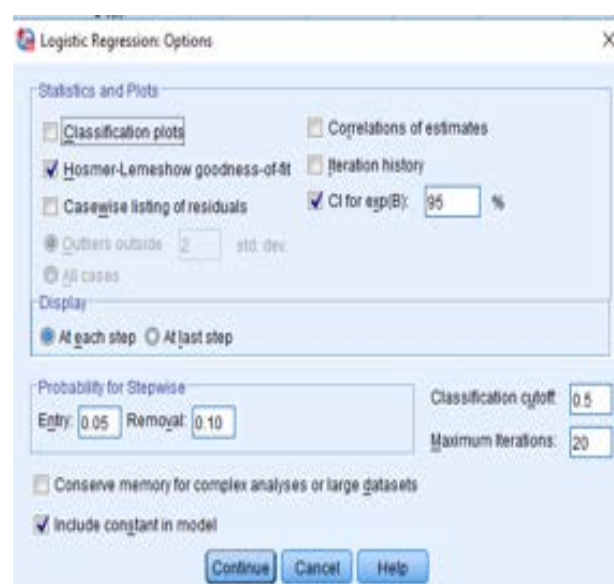 Logistic Regression: Options
Statistics and Plots
Classification plots
Correlations of estimates
Hosmer-Lemeshow goodness-of-fit
Iteration history
Casewise listing of residuals
CI for exp(B): 95 %
Outliers outside 2 std. dev.
All cases
Display
At each step At last step
Probability for Stepwise
Entry: 0.05 Removal: 0.10
Classification cutoff: 0.5
Maximum Iterations: 20
Conserve memory for complex analyses or large datasets
Include constant in model
Continue Cancel Help